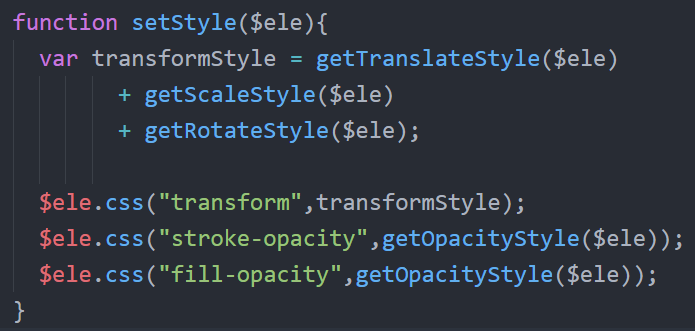 function setStyle($ele){
  var transformStyle = getTranslateStyle($ele)
        + getScaleStyle($ele)
        + getRotateStyle($ele);
  $ele.css("transform",transformStyle);
  $ele.css("stroke-opacity",getOpacityStyle($ele));
  $ele.css("fill-opacity",getOpacityStyle($ele));
}